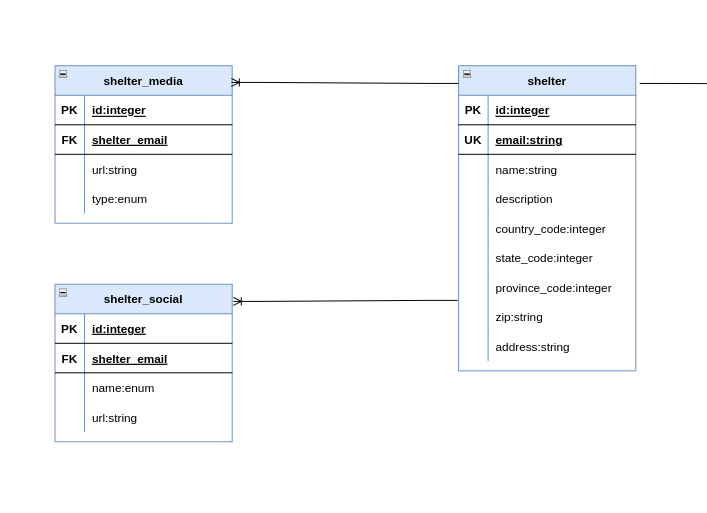 shelter_media
PK id:integer
FK shelter_email
url:string
type:enum
shelter_social
PK id:integer
FK shelter_email
name:enum
url:string
shelter
PK id:integer
UK email:string
name:string
description
country_code:integer
state_code:integer
province_code:integer
zip:string
address:string